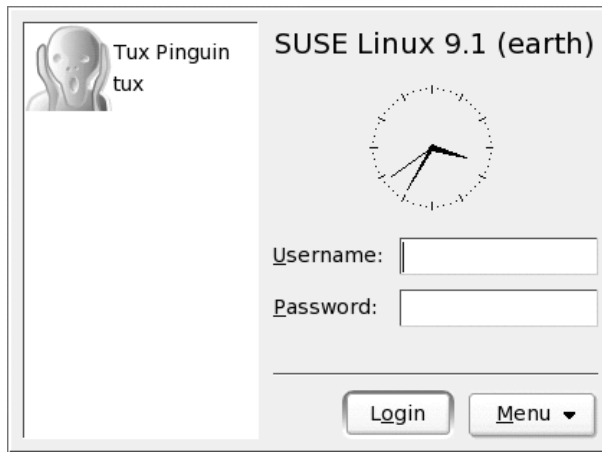 Tux Pinguin
tux
SUSE Linux 9.1 (earth)
Username:
Password:
Login
Menu